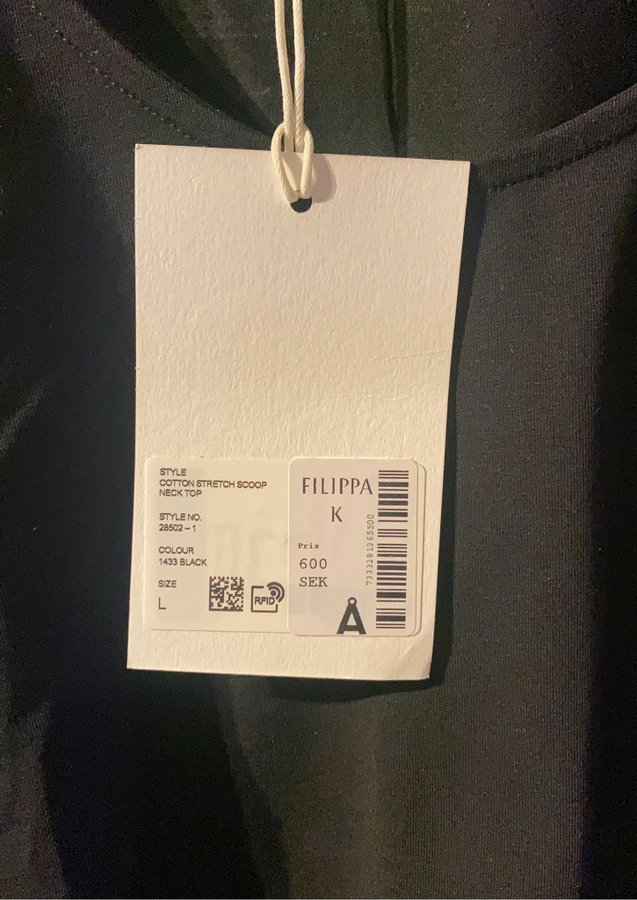 STYLE
COTTON STRETCH SCOOP
NECK TOP
STYLE NO.
28502 – 1
COLOUR
1433 BLACK
SIZE
L
RFID
FILIPPA
K
Pris
600
SEK
Å
7333281365500